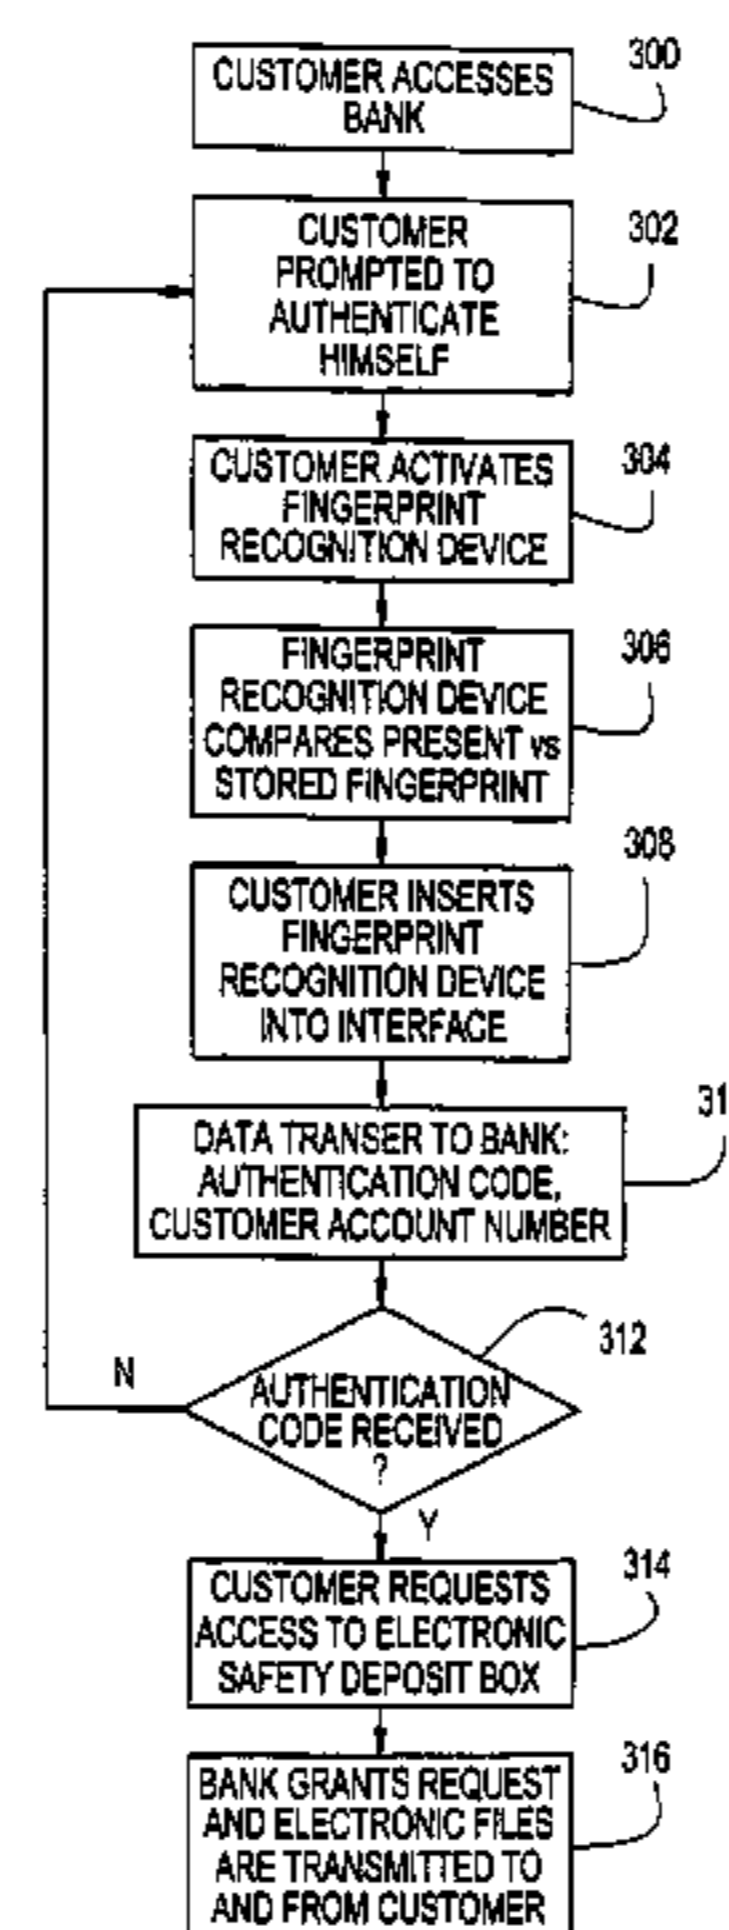 300
CUSTOMER ACCESSES
BANK
302
CUSTOMER
PROMPTED TO
AUTHENTICATE
HIMSELF
304
CUSTOMER ACTIVATES
FINGERPRINT
RECOGNITION DEVICE
306
FINGERPRINT
RECOGNITION DEVICE
COMPARES PRESENT vs
STORED FINGERPRINT
308
CUSTOMER INSERTS
FINGERPRINT
RECOGNITION DEVICE
INTO INTERFACE
31
DATA TRANSER TO BANK:
AUTHENTICATION CODE,
CUSTOMER ACCOUNT NUMBER
312
N
AUTHENTICATION
CODE RECEIVED
?
Y
314
CUSTOMER REQUESTS
ACCESS TO ELECTRONIC
SAFETY DEPOSIT BOX
316
BANK GRANTS REQUEST
AND ELECTRONIC FILES
ARE TRANSMITTED TO
AND FROM CUSTOMER